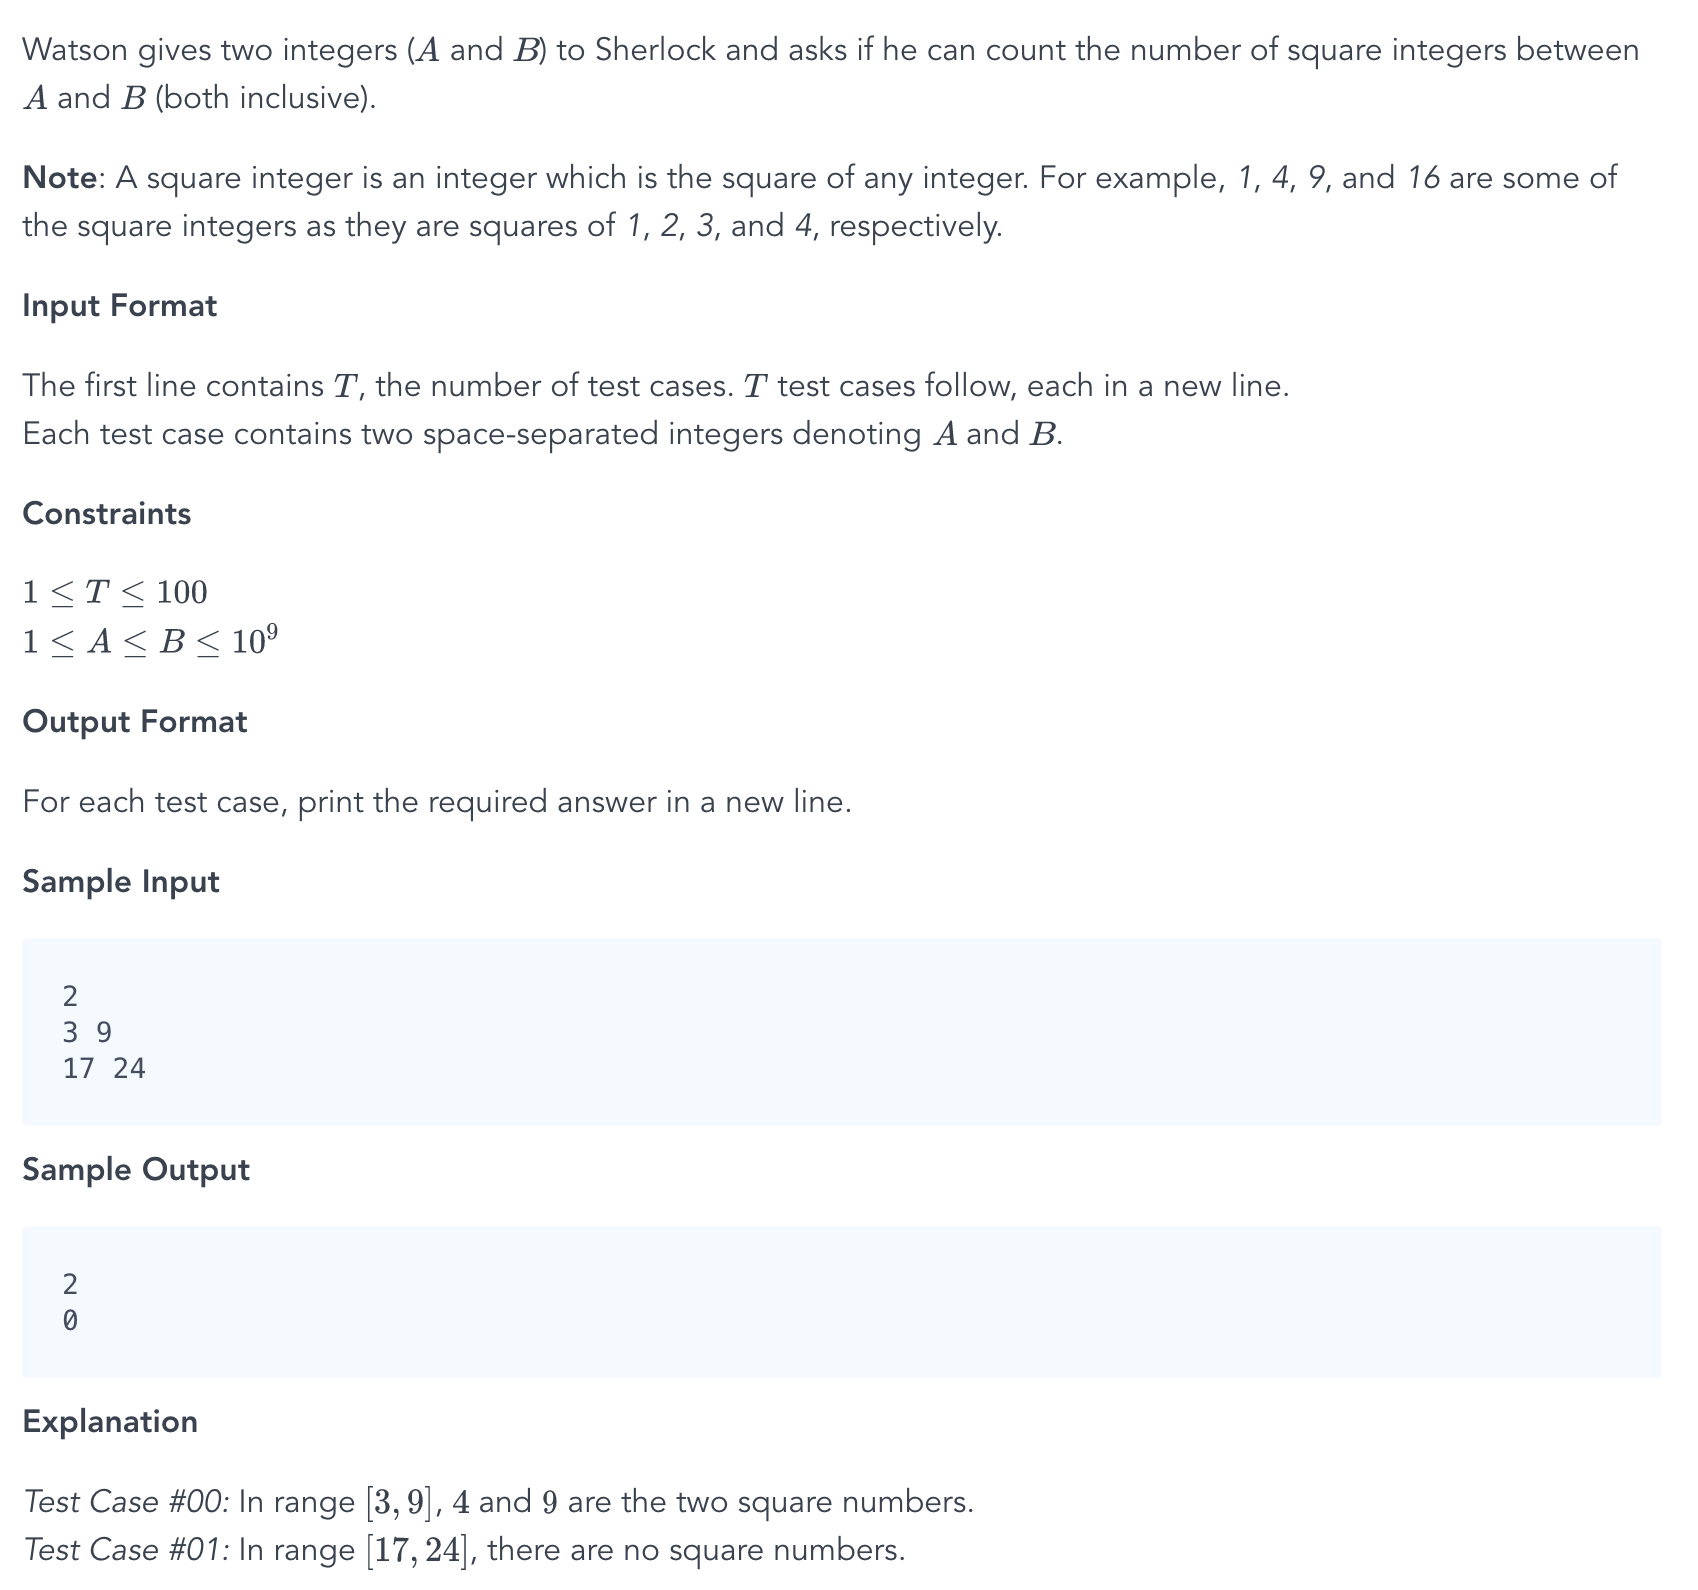 Watson gives two integers (A and B) to Sherlock and asks if he can count the number of square integers between
A and B (both inclusive).
Note: A square integer is an integer which is the square of any integer. For example, 1, 4, 9, and 16 are some of
the square integers as they are squares of 1, 2, 3, and 4, respectively.
Input Format
The first line contains T, the number of test cases. T test cases follow, each in a new line.
Each test case contains two space-separated integers denoting A and B.
Constraints
1 ≤ T ≤ 100
1 ≤ A ≤ B ≤ 10⁹
Output Format
For each test case, print the required answer in a new line.
Sample Input
2
3 9
17 24
Sample Output
2
0
Explanation
Test Case #00: In range [3, 9], 4 and 9 are the two square numbers.
Test Case #01: In range [17, 24], there are no square numbers.